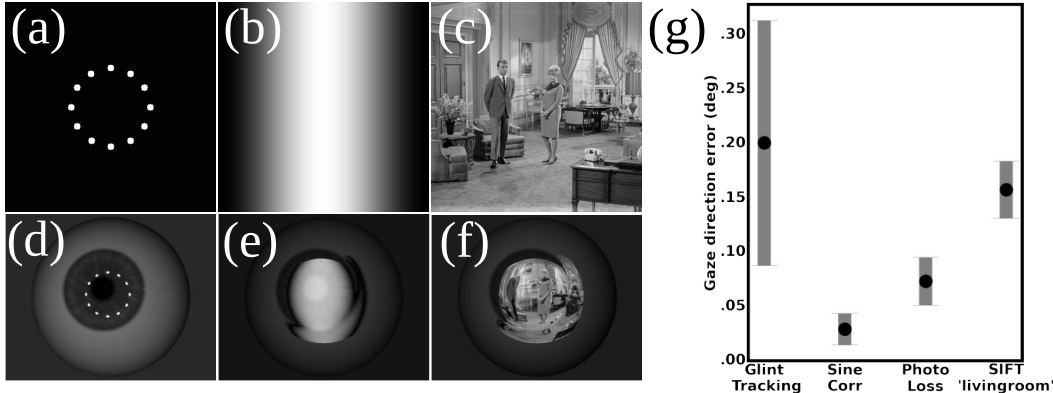 (a)
(b)
(c)
(d)
(e)
(f)
(g)
Gaze direction error (deg)
.30
.25
.20
.15
.10
.05
.00
Glint
Tracking
Sine
Corr
Photo
Loss
SIFT
'livingroom'